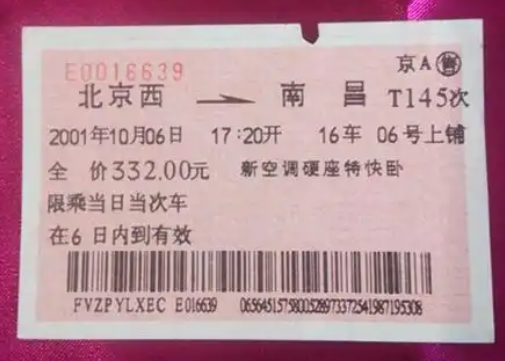 E0016639 京A 售
北京西 → 南昌 T145次
2001年10月06日 17:20开 16车 06号上铺
全 价332.00元 新空调硬座特快卧
限乘当日当次车
在6日内到有效
FVZPYLXEC E016639 0656451575800528973372541987195308